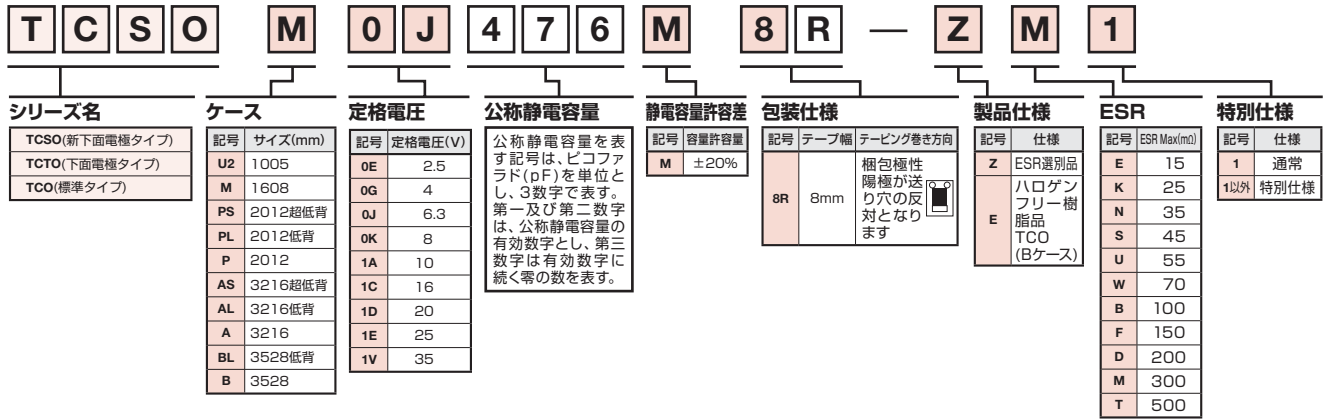 TCSO M 0J 476 M 8R — Z M 1
シリーズ名
TCSO(新下面電極タイプ)
TCTO(下面電極タイプ)
TCO(標準タイプ)
ケース
記号 サイズ(mm)
U2 1005
M 1608
PS 2012超低背
PL 2012低背
P 2012
AS 3216超低背
AL 3216低背
A 3216
BL 3528低背
B 3528
定格電圧
記号 定格電圧(V)
0E 2.5
0G 4
0J 6.3
0K 8
1A 10
1C 16
1D 20
1E 25
1V 35
公称静電容量
公称静電容量を表
す記号は、ピコファ
ラド(pF)を単位と
し、3数字で表す。
第一及び第二数字
は、公称静電容量の
有効数字とし、第三
数字は有効数字に
続く零の数を表す。
静電容量許容差
記号 容量許容量
M ±20%
包装仕様
記号 テープ幅 テーピング巻き方向
8R 8mm
梱包極性
陽極が送
り穴の反
対となり
ます
製品仕様
記号 仕様
Z ESR選別品
E
ハロゲン
フリー樹
脂品
TCO
(Bケース)
ESR
記号 ESR Max(mΩ)
E 15
K 25
N 35
S 45
U 55
W 70
B 100
F 150
D 200
M 300
T 500
特別仕様
記号 仕様
1 通常
1以外 特別仕様